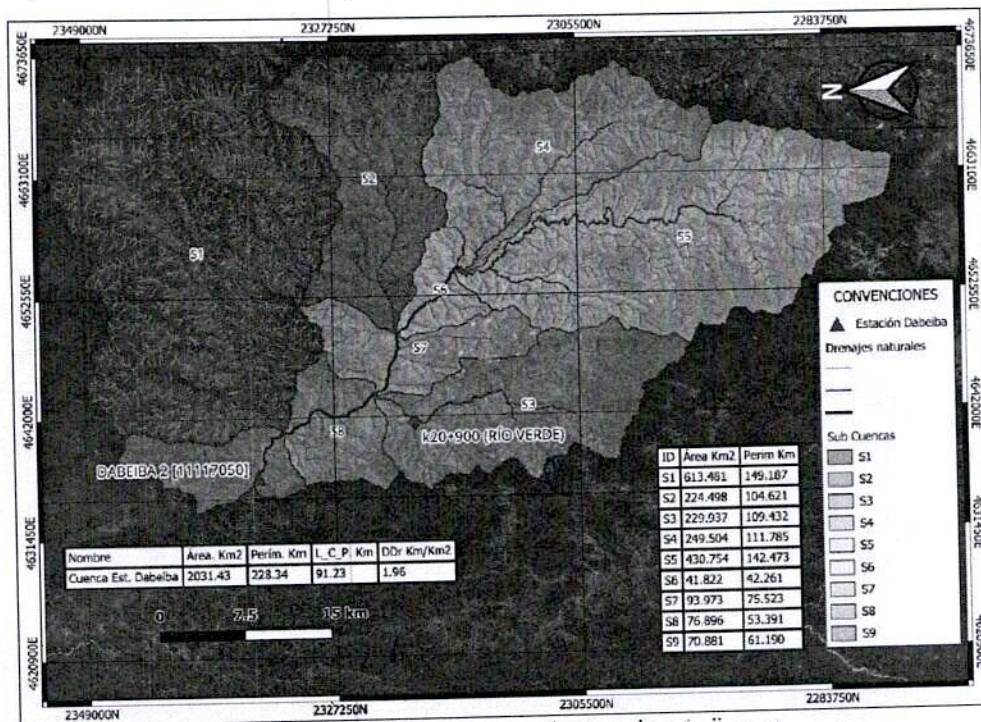 2349000N 2327250N 2305500N 2283750N
4673650E 4673650E
4663100E 4663100E
4652550E 4652550E
4642000E 4642000E
4631450E 4631450E
4620900E
N
S4
S2
S1
S5
S6
S7
S3
S8
k20+900 (RÍO VERDE)
DABEIBA 2 [11117050]
CONVENCIONES
Estación Dabeiba
Drenajes naturales
Sub Cuencas
S1
S2
S3
S4
S5
S6
S7
S8
S9
ID Área Km2 Perim Km
S1 613.481 149.187
S2 224.498 104.621
S3 229.937 109.432
S4 249.504 111.785
S5 430.754 142.473
S6 41.822 42.261
S7 93.973 75.523
S8 76.896 53.391
S9 70.881 61.190
Nombre Área. Km2 Perím. Km L_C_P. Km DDr Km/Km2
Cuenca Est. Dabeiba 2031.43 228.34 91.23 1.96
0 7.5 15 km
2349000N 2327250N 2305500N 2283750N